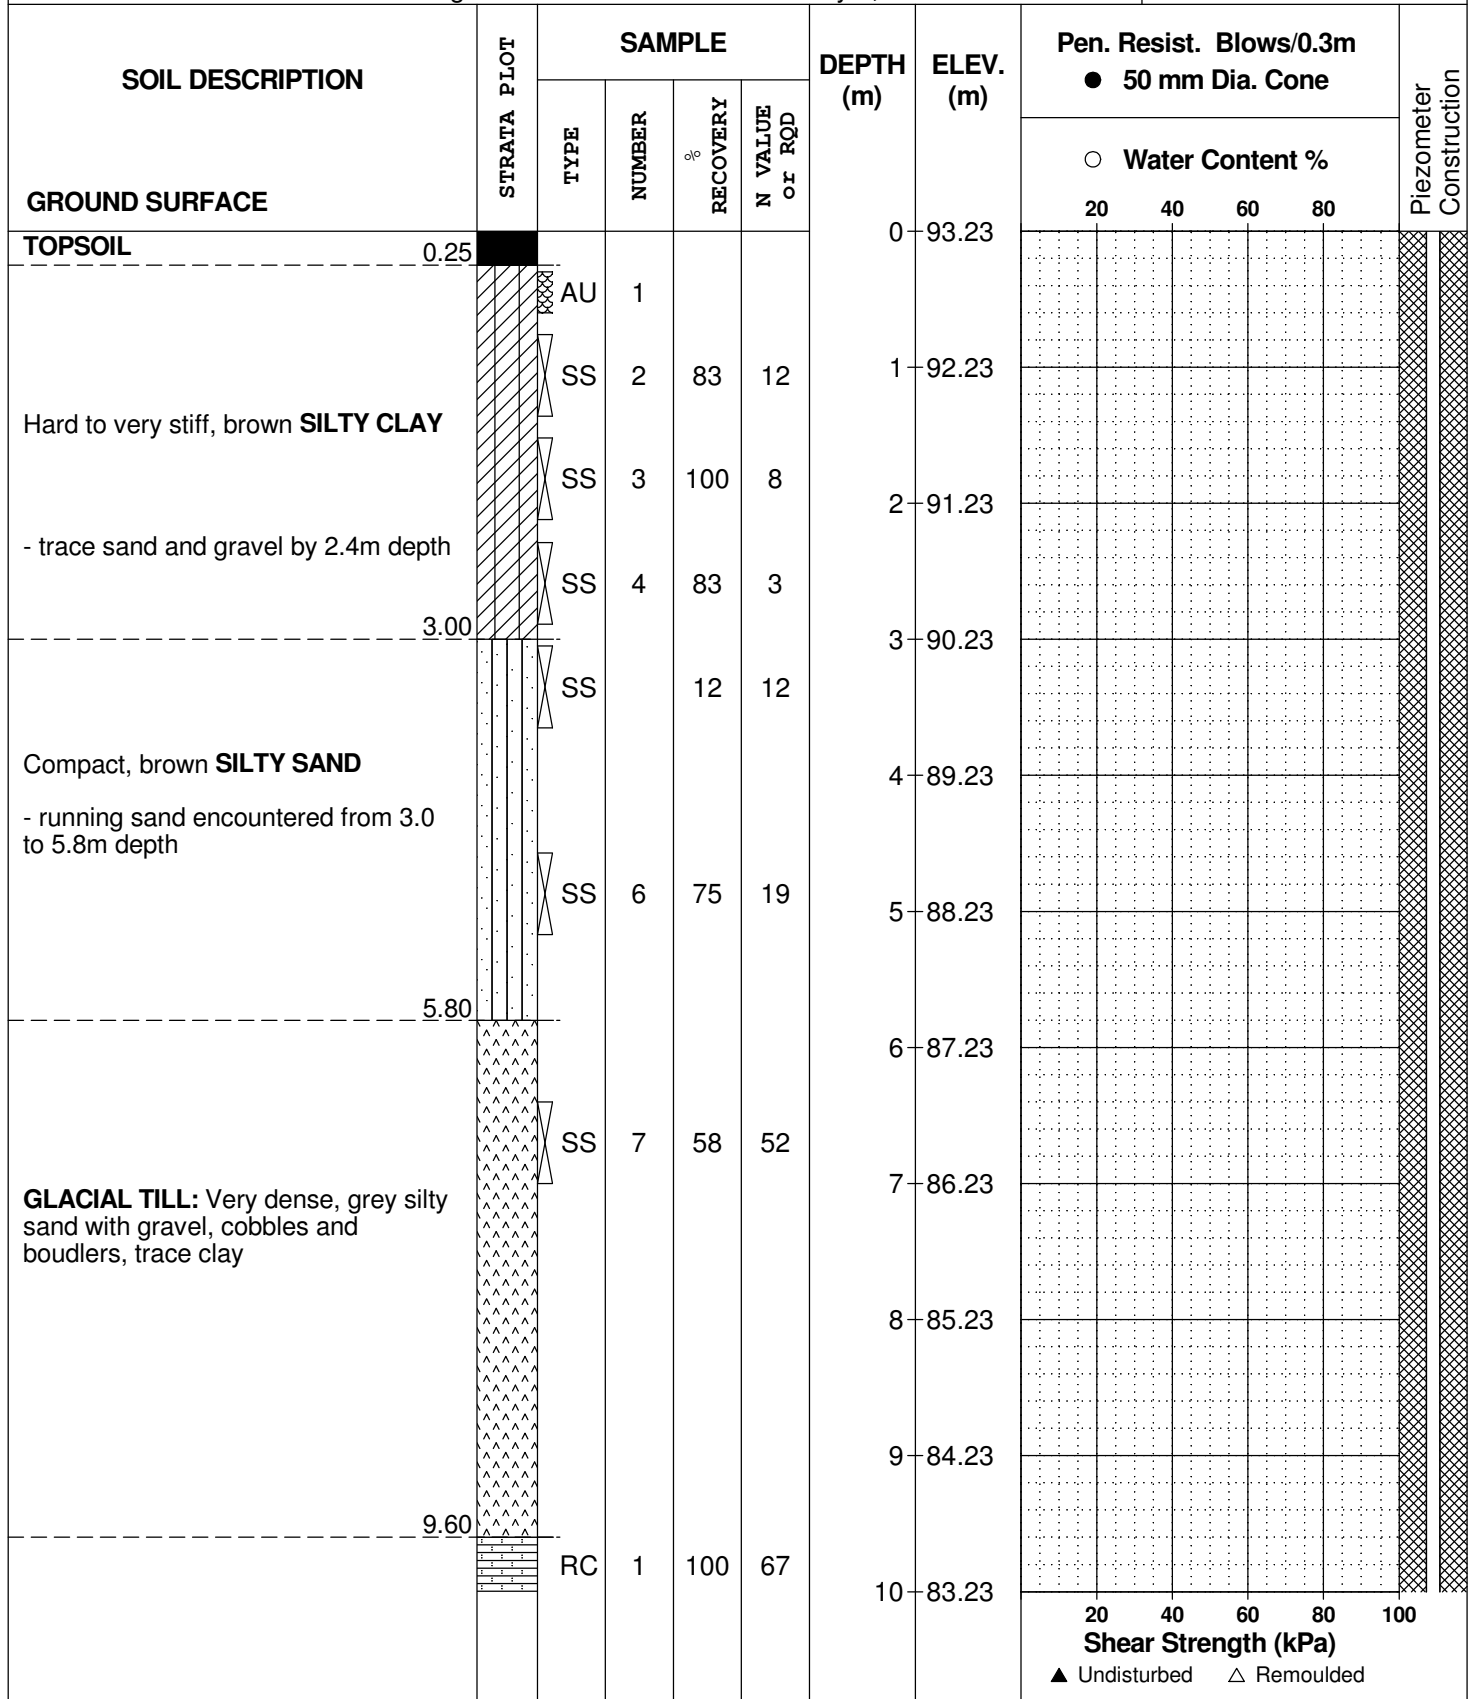 SOIL DESCRIPTION
GROUND SURFACE
STRATA PLOT
SAMPLE
TYPE
NUMBER
% RECOVERY
N VALUE or RQD
DEPTH (m)
ELEV. (m)
Pen. Resist. Blows/0.3m
● 50 mm Dia. Cone
○ Water Content %
20 40 60 80
Piezometer Construction
0 93.23
TOPSOIL
0.25
AU 1
SS 2 83 12
1 92.23
Hard to very stiff, brown SILTY CLAY
SS 3 100 8
2 91.23
- trace sand and gravel by 2.4m depth
SS 4 83 3
3.00
3 90.23
SS 12 12
Compact, brown SILTY SAND
4 89.23
- running sand encountered from 3.0
to 5.8m depth
SS 6 75 19
5 88.23
5.80
6 87.23
SS 7 58 52
7 86.23
GLACIAL TILL: Very dense, grey silty
sand with gravel, cobbles and
boudlers, trace clay
8 85.23
9 84.23
9.60
RC 1 100 67
10 83.23
20 40 60 80 100
Shear Strength (kPa)
▲ Undisturbed △ Remoulded